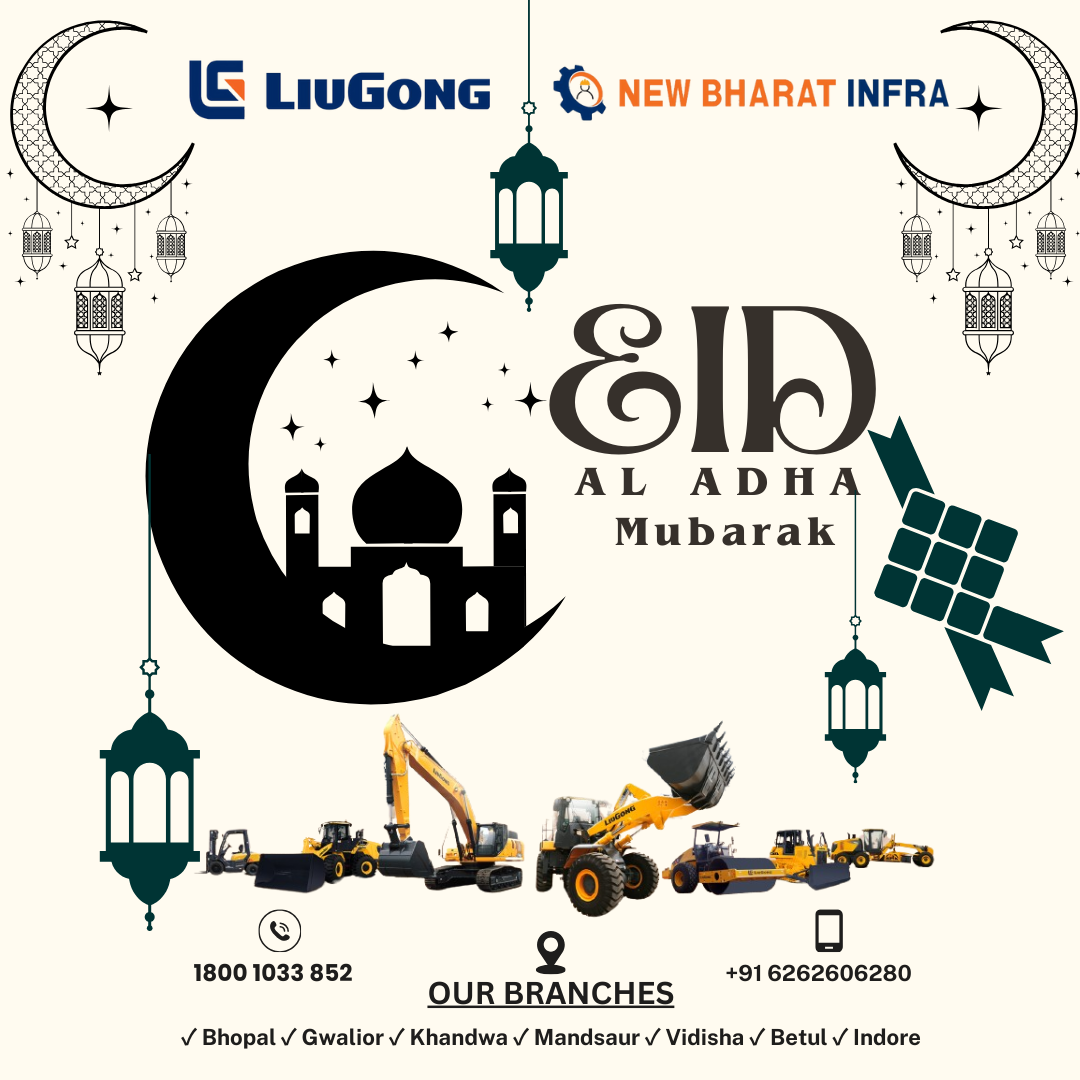 LIUGONG
NEW BHARAT INFRA
EID
AL ADHA
Mubarak
LIUGONG
1800 1033 852
+91 6262606280
OUR BRANCHES
✓ Bhopal ✓ Gwalior ✓ Khandwa ✓ Mandsaur ✓ Vidisha ✓ Betul ✓ Indore